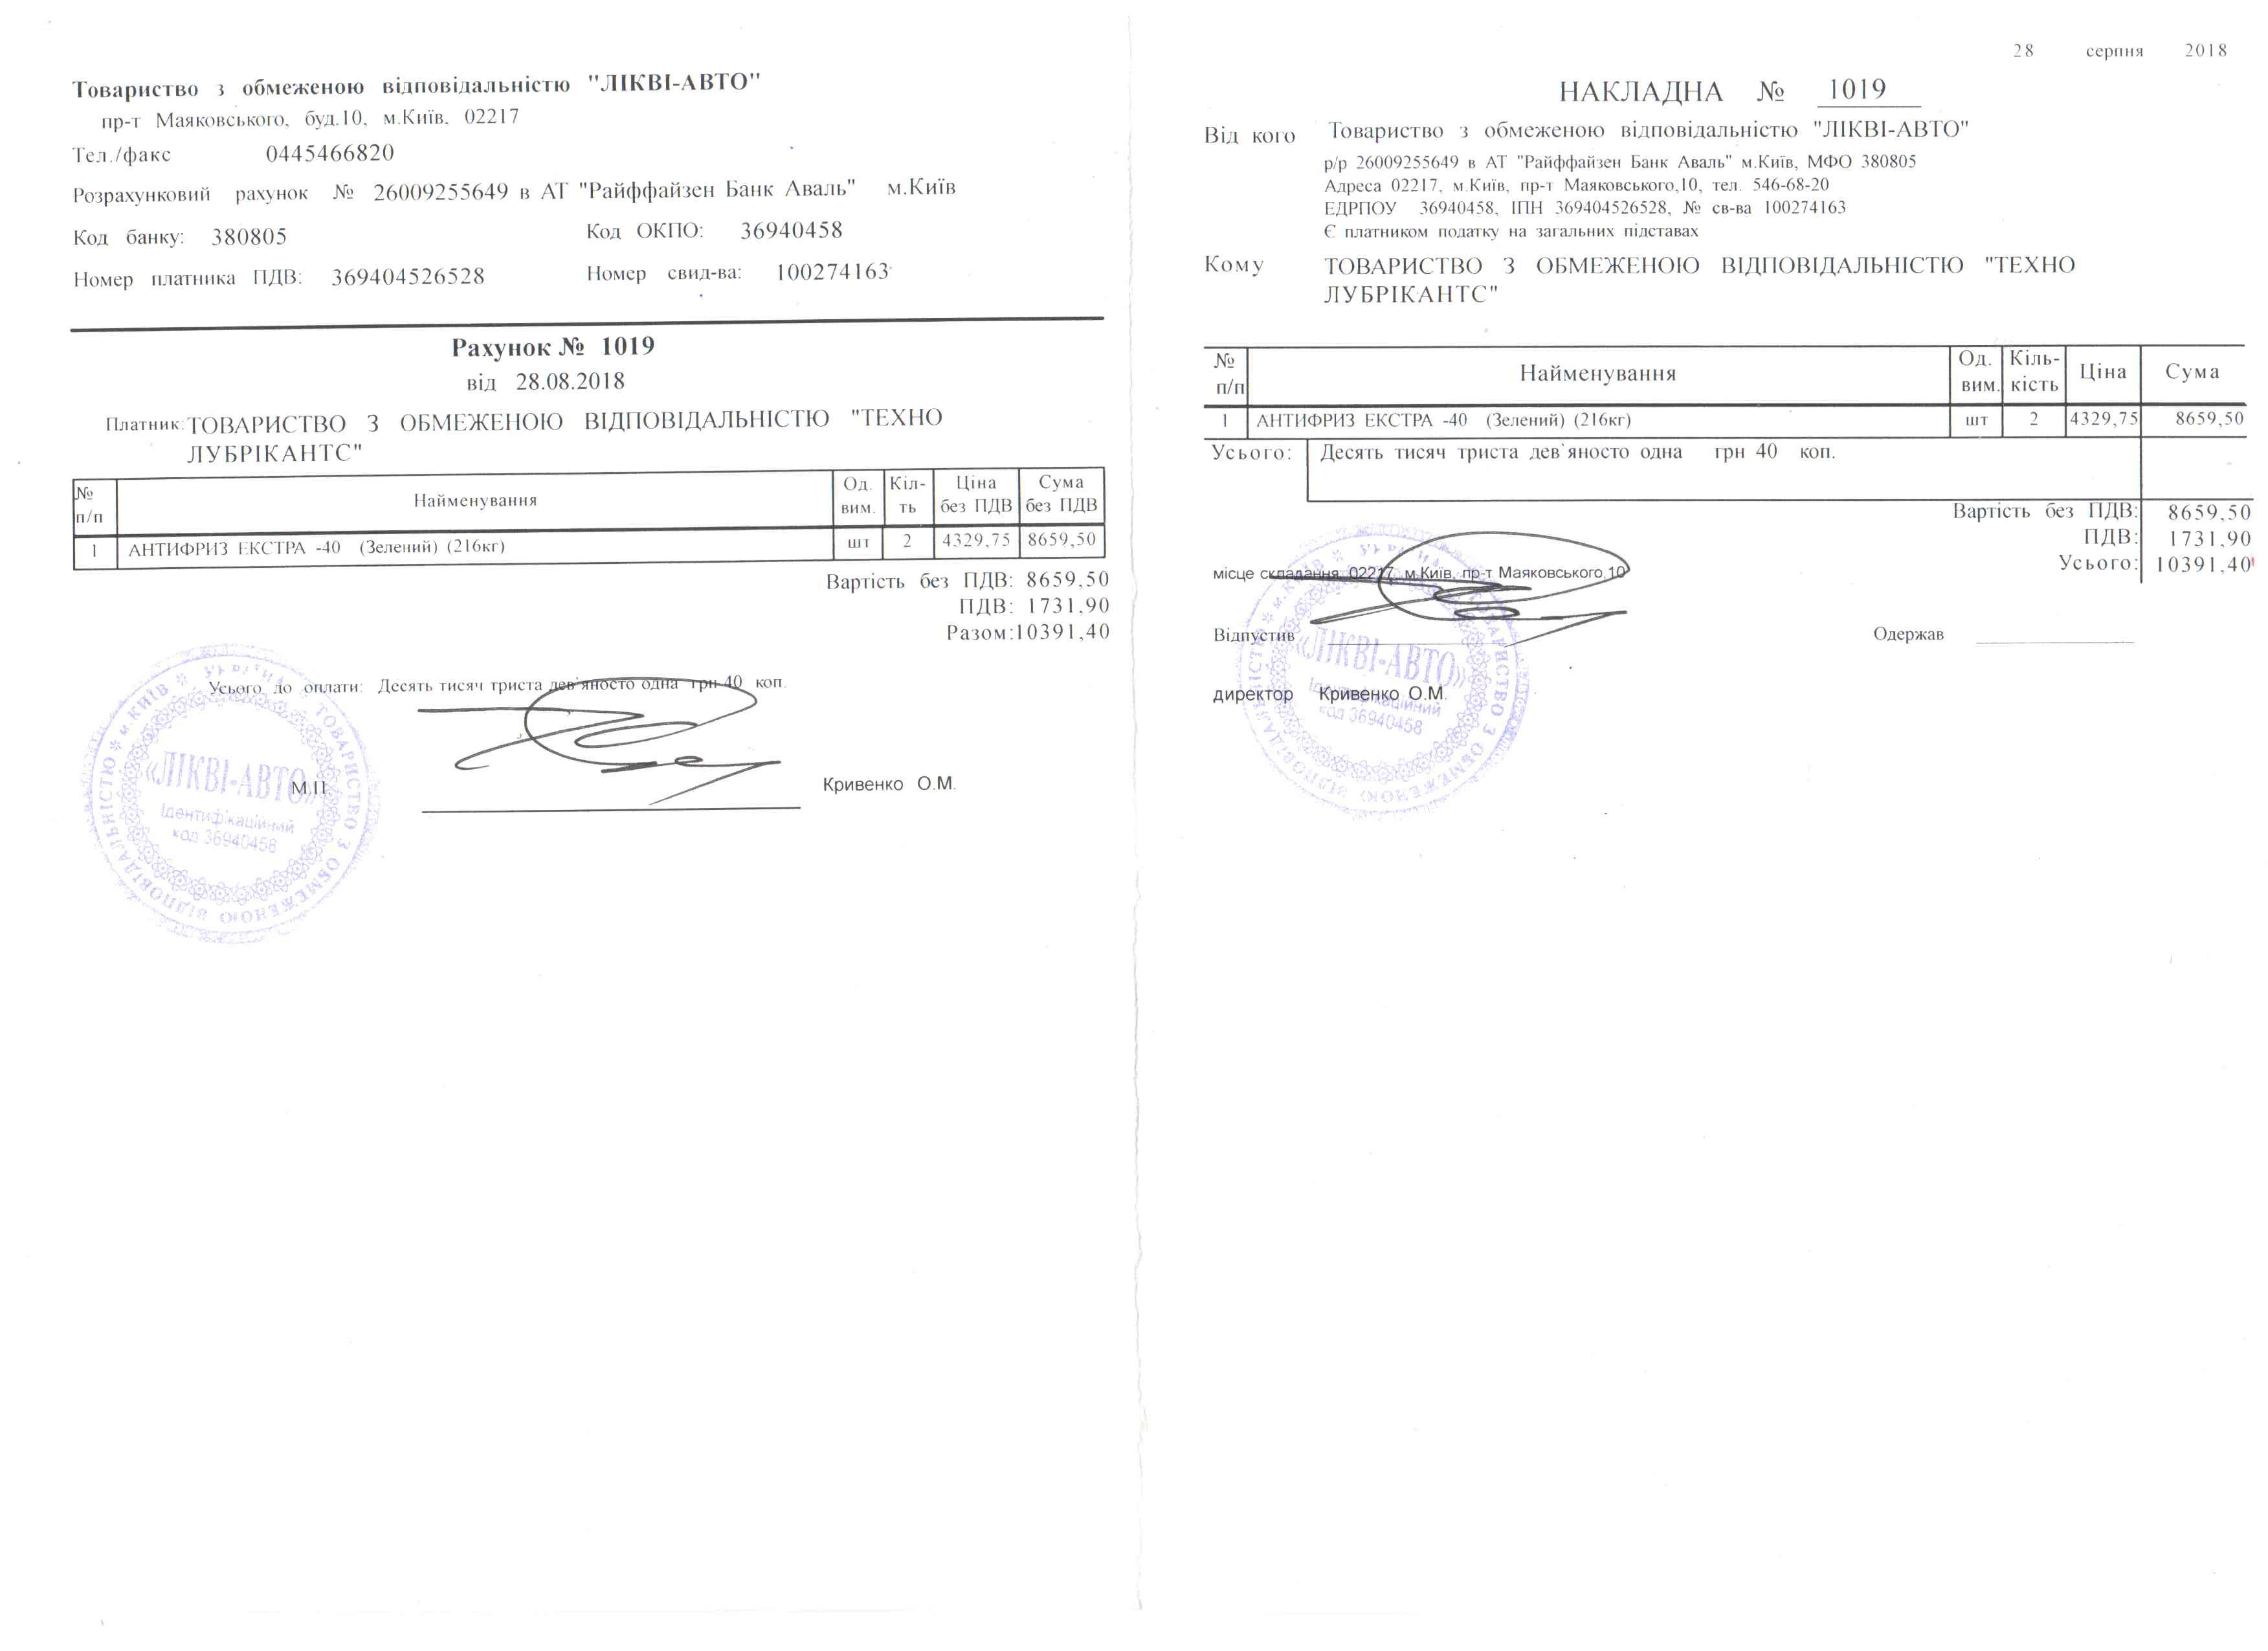 Товариство з обмеженою відповідальністю "ЛІКВІ-АВТО"
пр-т Маяковського, буд.10, м.Київ, 02217
Тел./факс 0445466820
Розрахунковий рахунок № 26009255649 в АТ "Райффайзен Банк Аваль" м.Київ
Код банку: 380805 Код ОКПО: 36940458
Номер платника ПДВ: 369404526528 Номер свид-ва: 100274163
Рахунок № 1019
від 28.08.2018
Платник: ТОВАРИСТВО З ОБМЕЖЕНОЮ ВІДПОВІДАЛЬНІСТЮ "ТЕХНО
ЛУБРІКАНТС"
№ п/п Найменування Од. вим. Кіл-ть Ціна без ПДВ Сума без ПДВ
1 АНТИФРИЗ ЕКСТРА -40 (Зелений) (216кг) шт 2 4329,75 8659,50
Вартість без ПДВ: 8659,50
ПДВ: 1731,90
Разом: 10391,40
Усього до оплати: Десять тисяч триста дев`яносто одна грн 40 коп.
М.П. Кривенко О.М.
УКРАЇНА * ТОВАРИСТВО З ОБМЕЖЕНОЮ ВІДПОВІДАЛЬНІСТЮ * м.КИЇВ *
«ЛІКВІ-АВТО»
Ідентифікаційний
код 36940458
28 серпня 2018
НАКЛАДНА № 1019
Від кого Товариство з обмеженою відповідальністю "ЛІКВІ-АВТО"
р/р 26009255649 в АТ "Райффайзен Банк Аваль" м.Київ, МФО 380805
Адреса 02217, м.Київ, пр-т Маяковського,10, тел. 546-68-20
ЕДРПОУ 36940458, ІПН 369404526528, № св-ва 100274163
Є платником податку на загальних підставах
Кому ТОВАРИСТВО З ОБМЕЖЕНОЮ ВІДПОВІДАЛЬНІСТЮ "ТЕХНО
ЛУБРІКАНТС"
№ п/п Найменування Од. вим. Кіль-кість Ціна Сума
1 АНТИФРИЗ ЕКСТРА -40 (Зелений) (216кг) шт 2 4329,75 8659,50
Усього: Десять тисяч триста дев`яносто одна грн 40 коп.
Вартість без ПДВ: 8659,50
ПДВ: 1731,90
Усього: 10391,40
місце складання 02217, м.Київ, пр-т Маяковського,10
Відпустив Одержав
директор Кривенко О.М.
УКРАЇНА * ТОВАРИСТВО З ОБМЕЖЕНОЮ ВІДПОВІДАЛЬНІСТЮ * м.КИЇВ *
«ЛІКВІ-АВТО»
Ідентифікаційний
код 36940458